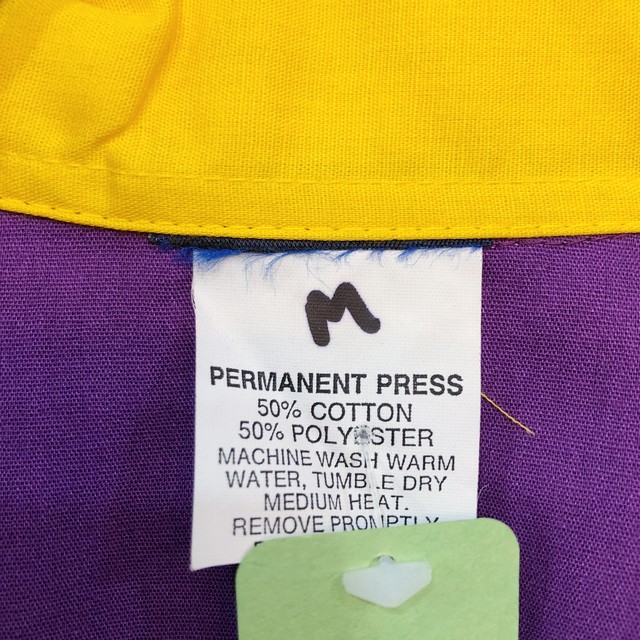 M
PERMANENT PRESS
50% COTTON
50% POLYESTER
MACHINE WASH WARM
WATER, TUMBLE DRY
MEDIUM HEAT.
REMOVE PROMPTLY